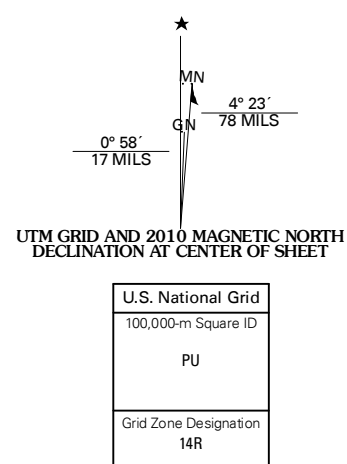 MN
GN
4° 23´
78 MILS
0° 58´
17 MILS
UTM GRID AND 2010 MAGNETIC NORTH
DECLINATION AT CENTER OF SHEET
U.S. National Grid
100,000-m Square ID
PU
Grid Zone Designation
14R